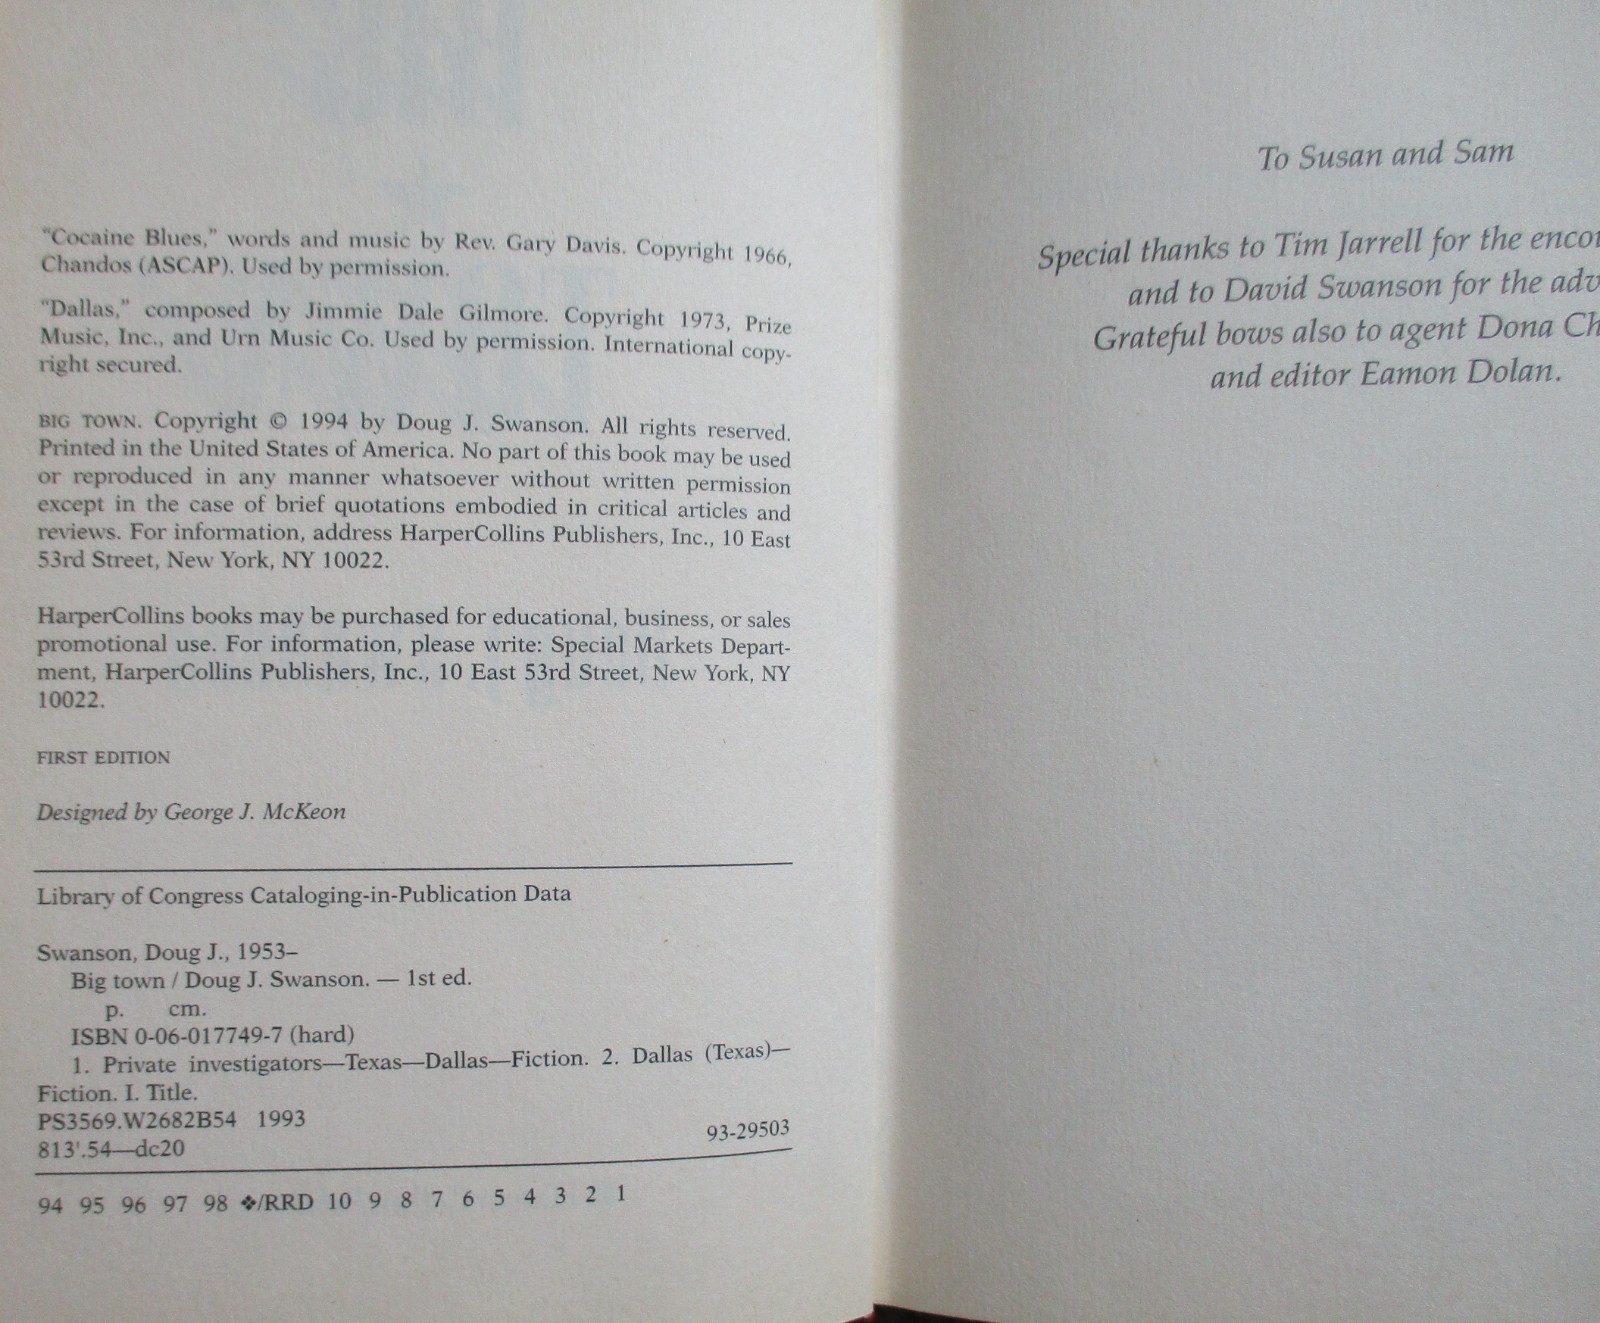 "Cocaine Blues," words and music by Rev. Gary Davis. Copyright 1966,
Chandos (ASCAP). Used by permission.
"Dallas," composed by Jimmie Dale Gilmore. Copyright 1973, Prize
Music, Inc., and Urn Music Co. Used by permission. International copy-
right secured.
BIG TOWN. Copyright © 1994 by Doug J. Swanson. All rights reserved.
Printed in the United States of America. No part of this book may be used
or reproduced in any manner whatsoever without written permission
except in the case of brief quotations embodied in critical articles and
reviews. For information, address HarperCollins Publishers, Inc., 10 East
53rd Street, New York, NY 10022.
HarperCollins books may be purchased for educational, business, or sales
promotional use. For information, please write: Special Markets Depart-
ment, HarperCollins Publishers, Inc., 10 East 53rd Street, New York, NY
10022.
FIRST EDITION
Designed by George J. McKeon
Library of Congress Cataloging-in-Publication Data
Swanson, Doug J., 1953–
Big town / Doug J. Swanson. — 1st ed.
p. cm.
ISBN 0-06-017749-7 (hard)
1. Private investigators—Texas—Dallas—Fiction. 2. Dallas (Texas)—
Fiction. I. Title.
PS3569.W2682B54 1993
813'.54—dc20 93-29503
94 95 96 97 98 ❖/RRD 10 9 8 7 6 5 4 3 2 1
To Susan and Sam
Special thanks to Tim Jarrell for the
and to David Swanson for the
Grateful bows also to agent Dona
and editor Eamon Dolan.